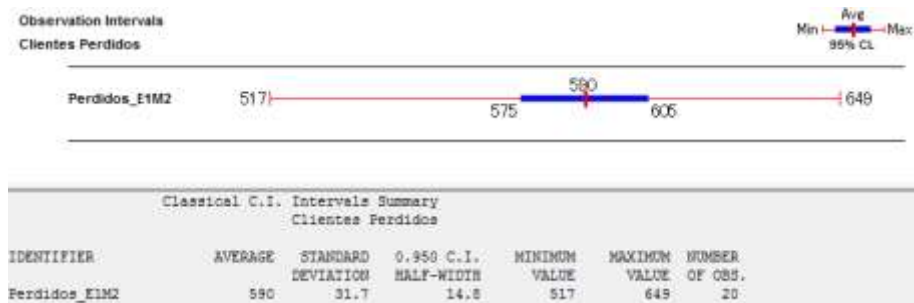 Observation Intervals
Clientes Perdidos
Avg
Min Max
95% CL
Perdidos_E1M2 517 575 590 605 649
Classical C.I. Intervals Summary
Clientes Perdidos
IDENTIFIER AVERAGE STANDARD 0.950 C.I. MINIMUM MAXIMUM NUMBER
DEVIATION HALF-WIDTH VALUE VALUE OF OBS.
Perdidos_E1M2 590 31.7 14.8 517 649 20